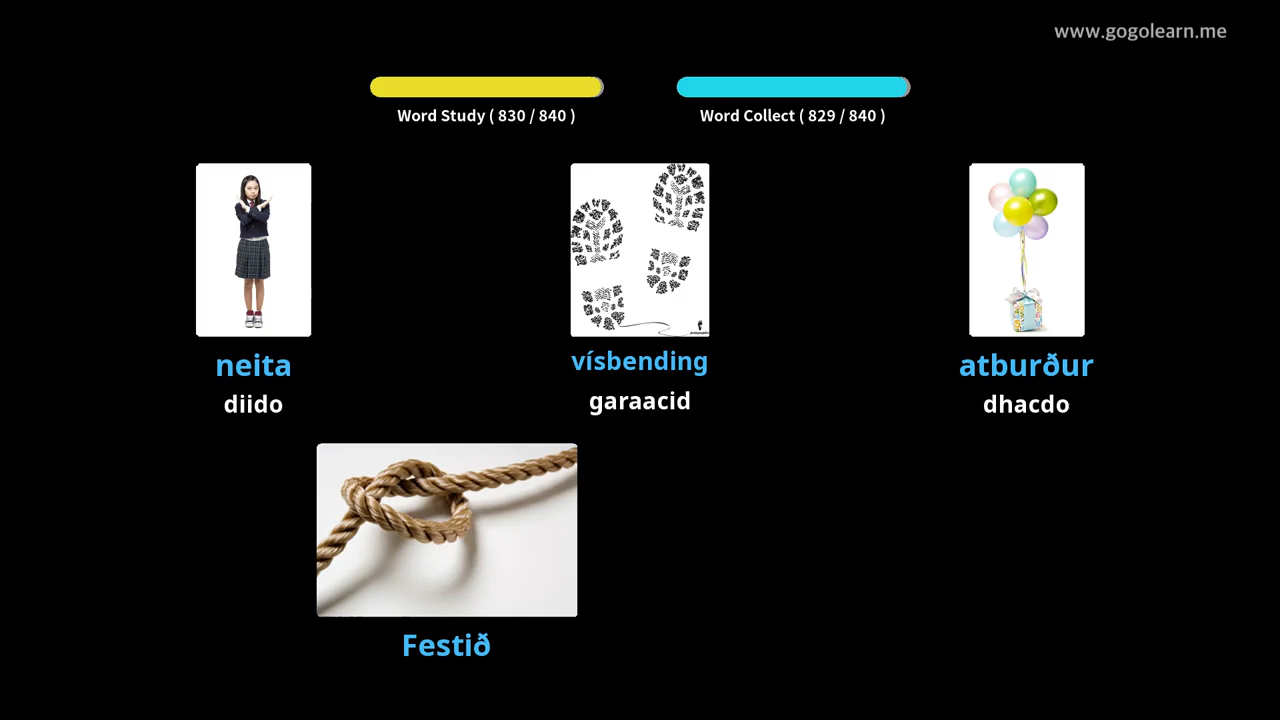 www.gogolearn.me
Word Study ( 830 / 840 )
Word Collect ( 829 / 840 )
neita
diido
vísbending
garaacid
atburður
dhacdo
Festið